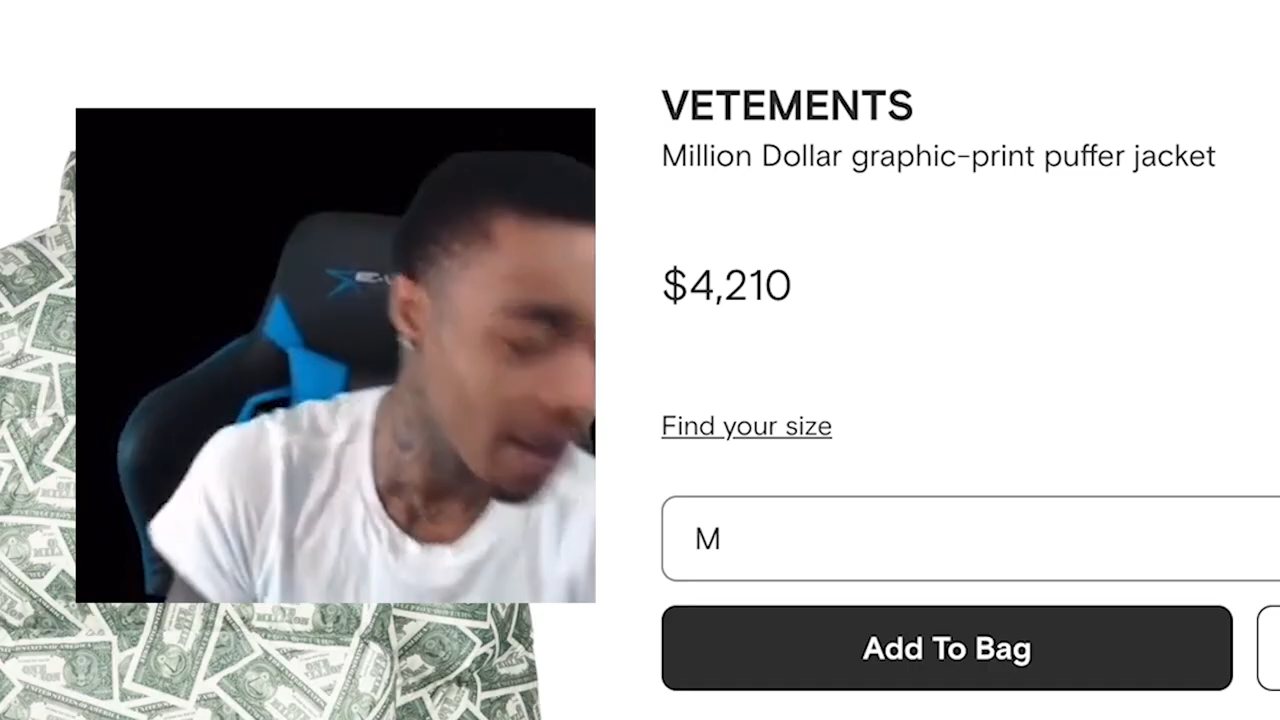 VETEMENTS
Million Dollar graphic-print puffer jacket
$4,210
Find your size
M
Add To Bag